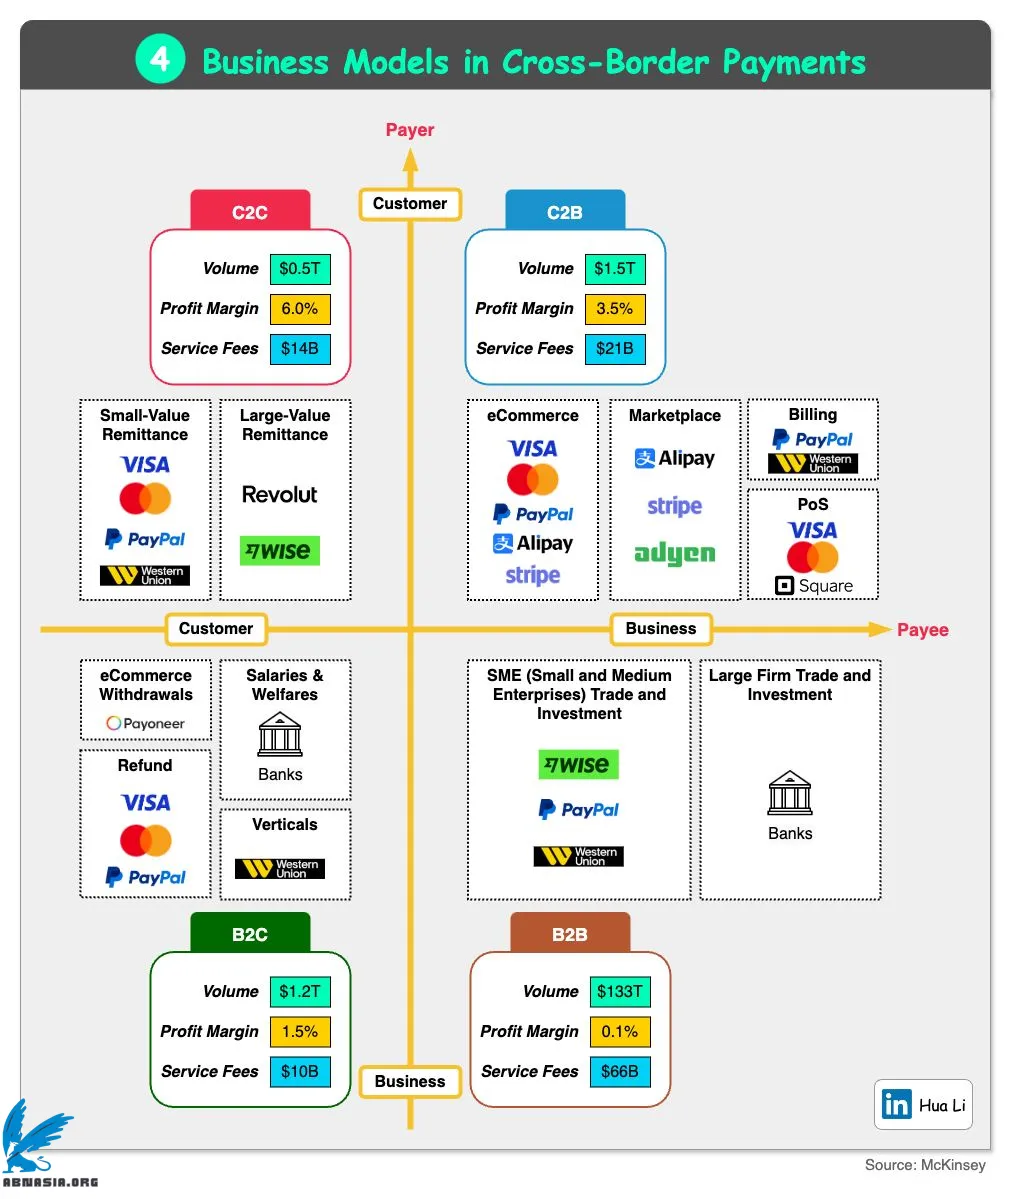 4 Business Models in Cross-Border Payments
Payer
Customer
C2C
Volume $0.5T
Profit Margin 6.0%
Service Fees $14B
C2B
Volume $1.5T
Profit Margin 3.5%
Service Fees $21B
Small-Value
Remittance
VISA
PayPal
Western
Union
Large-Value
Remittance
Revolut
WISE
eCommerce
VISA
PayPal
支 Alipay
stripe
Marketplace
支 Alipay
stripe
adyen
Billing
PayPal
Western
Union
PoS
VISA
Square
Customer
Business
Payee
eCommerce
Withdrawals
Payoneer
Refund
VISA
PayPal
Salaries &
Welfares
Banks
Verticals
Western
Union
SME (Small and Medium
Enterprises) Trade and
Investment
WISE
PayPal
Western
Union
Large Firm Trade and
Investment
Banks
B2C
Volume $1.2T
Profit Margin 1.5%
Service Fees $10B
B2B
Volume $133T
Profit Margin 0.1%
Service Fees $66B
Business
in Hua Li
Source: McKinsey
ABNASIA.ORG